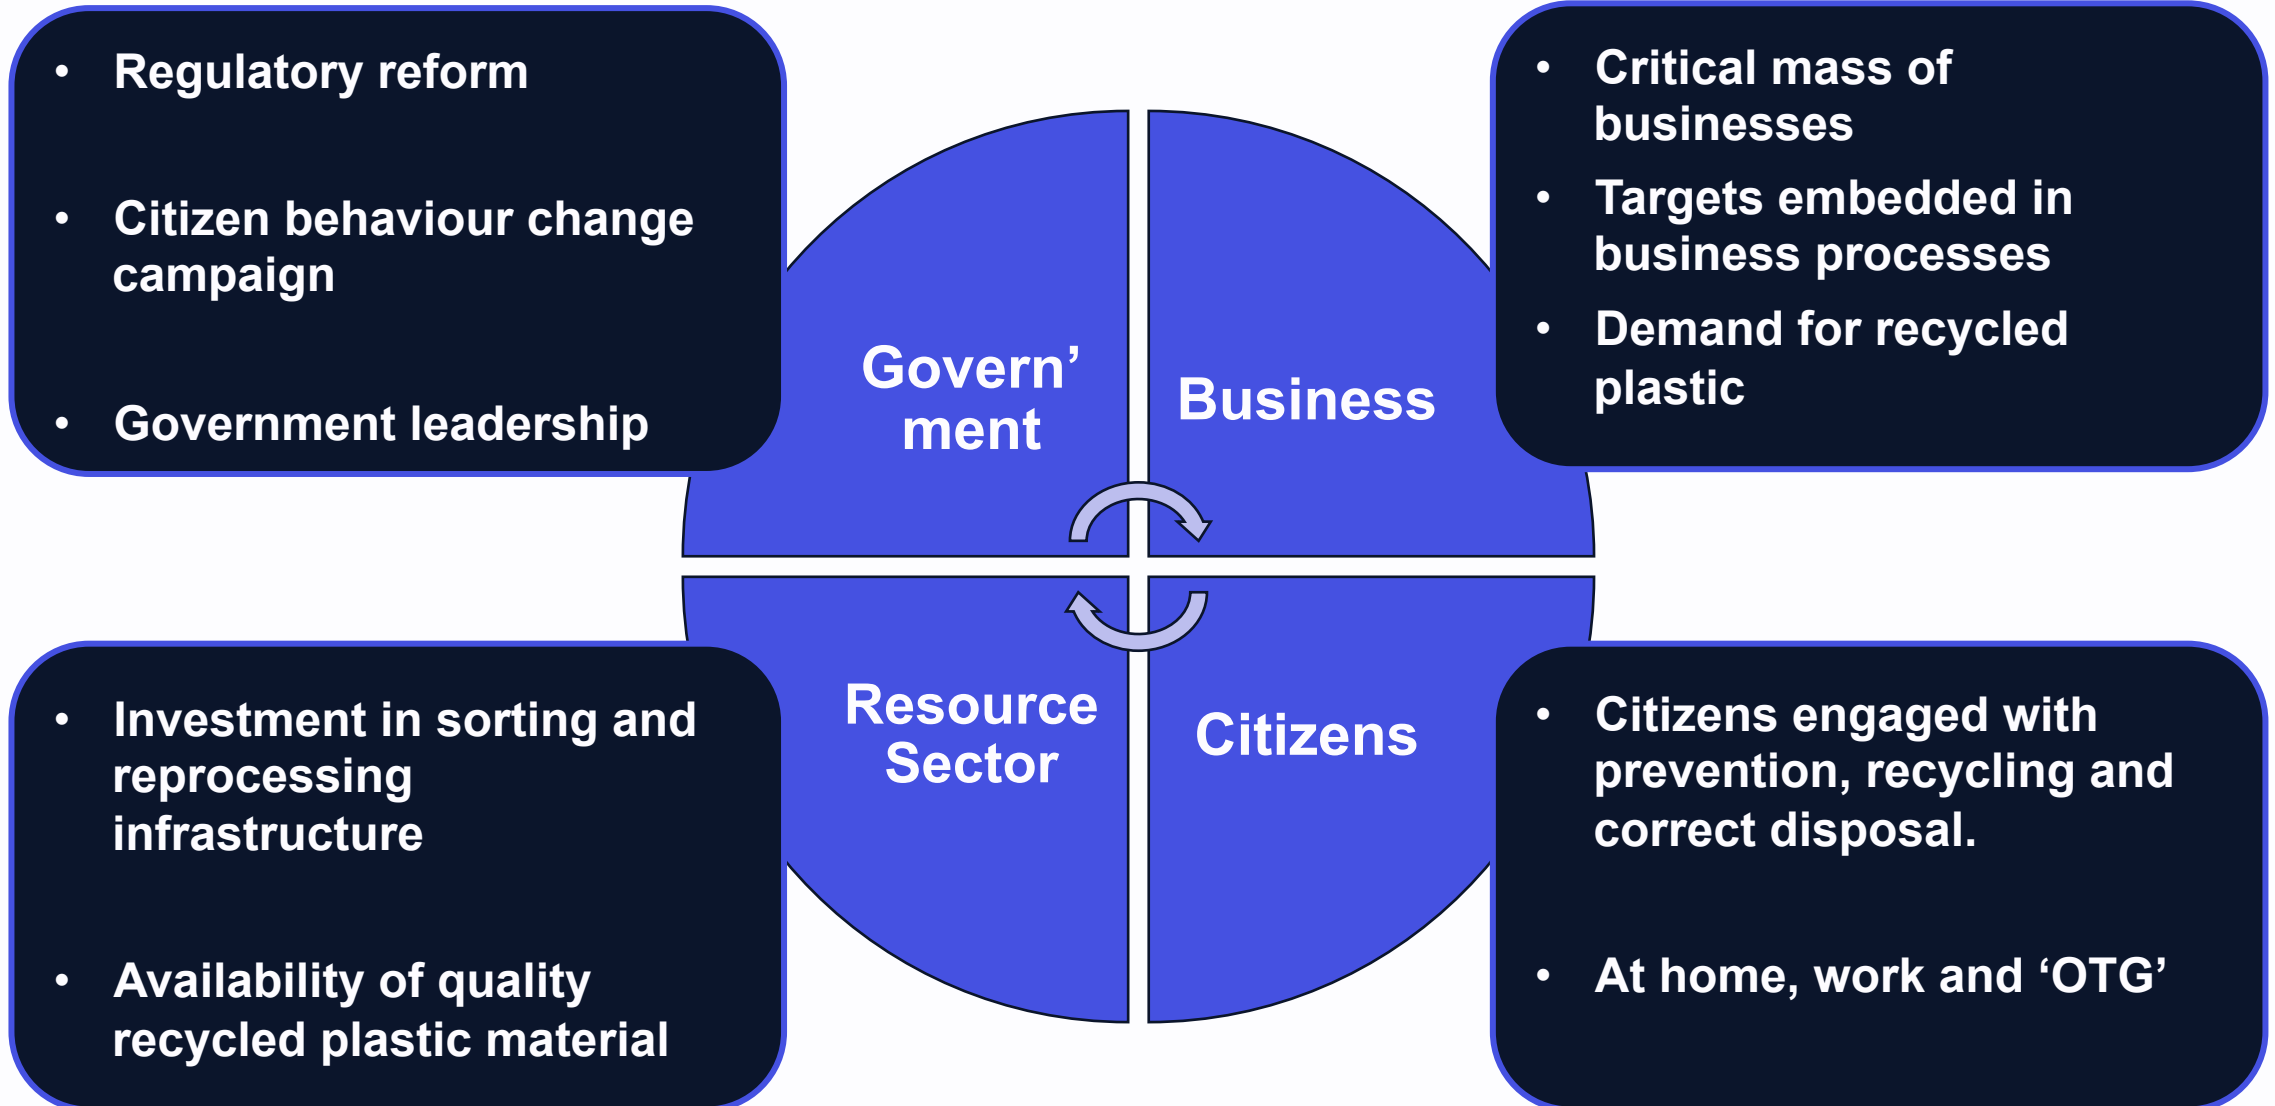 • Regulatory reform
• Citizen behaviour change
campaign
• Government leadership
• Critical mass of
businesses
• Targets embedded in
business processes
• Demand for recycled
plastic
Govern’
ment
Business
Resource
Sector
Citizens
• Investment in sorting and
reprocessing
infrastructure
• Availability of quality
recycled plastic material
• Citizens engaged with
prevention, recycling and
correct disposal.
• At home, work and ‘OTG’